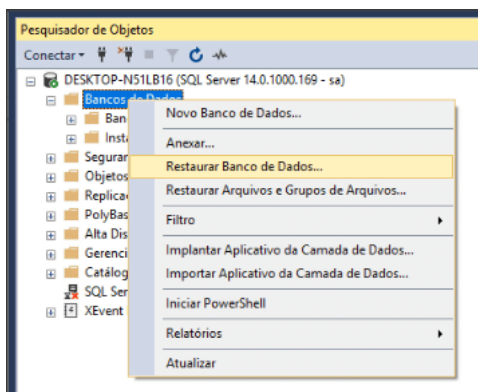 Pesquisador de Objetos
Conectar
DESKTOP-N51LB16 (SQL Server 14.0.1000.169 - sa)
Bancos de Dados
Novo Banco de Dados...
Anexar...
Restaurar Banco de Dados...
Restaurar Arquivos e Grupos de Arquivos...
Filtro
Implantar Aplicativo da Camada de Dados...
Importar Aplicativo da Camada de Dados...
Iniciar PowerShell
Relatórios
Atualizar
Ban
Inst
Segurar
Objetos
Replica
PolyBas
Alta Dis
Gerenci
Catálog
SQL Ser
XEvent